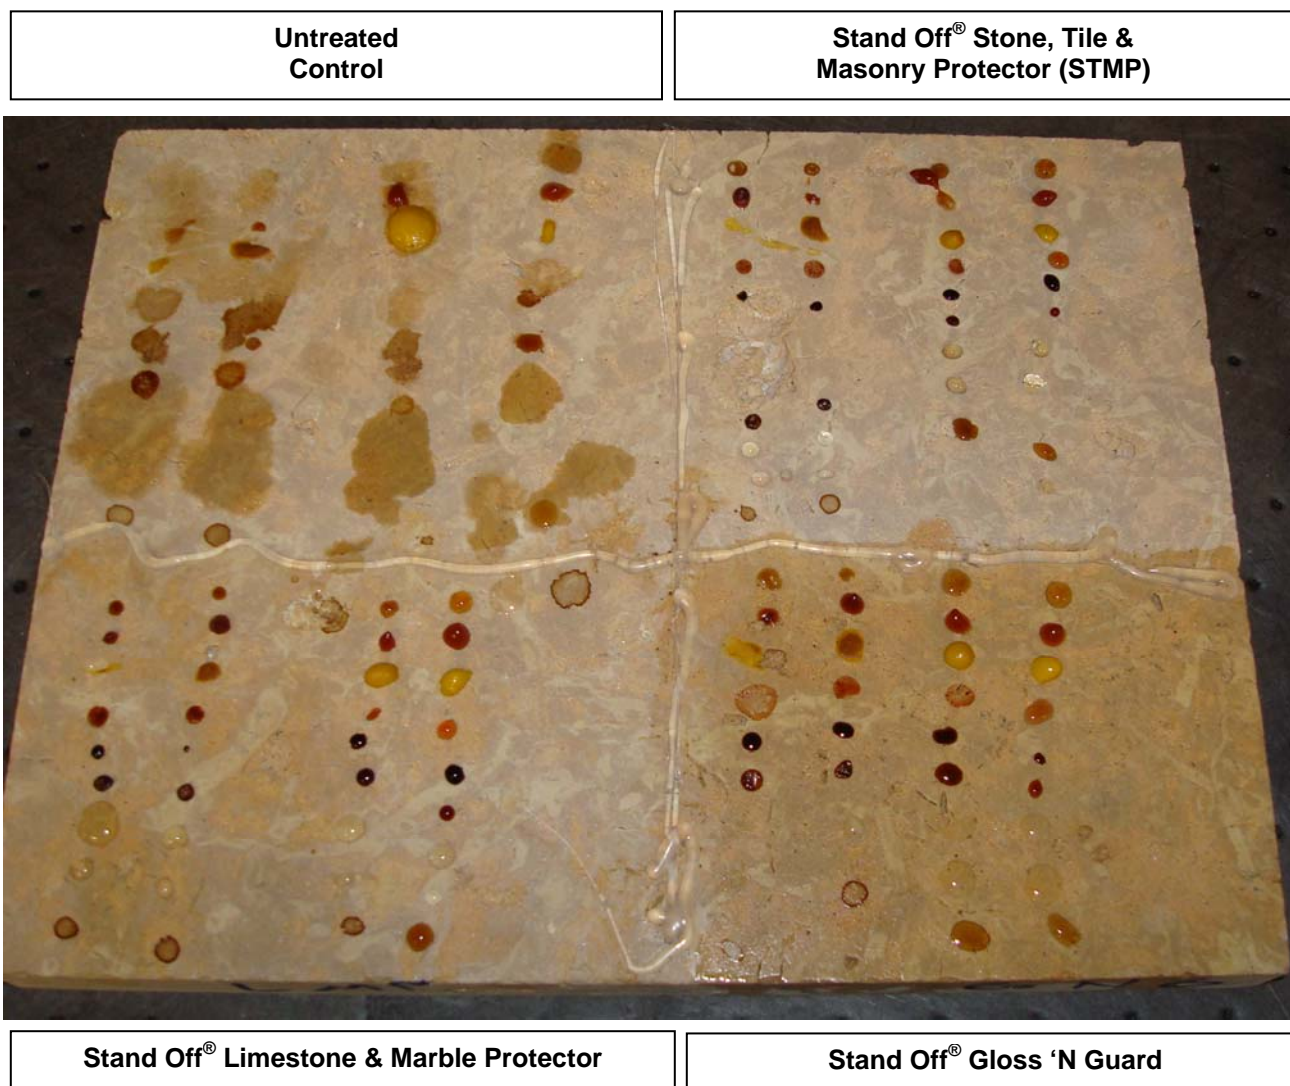 Untreated
Control
Stand Off® Stone, Tile &
Masonry Protector (STMP)
Stand Off® Limestone & Marble Protector
Stand Off® Gloss ‘N Guard